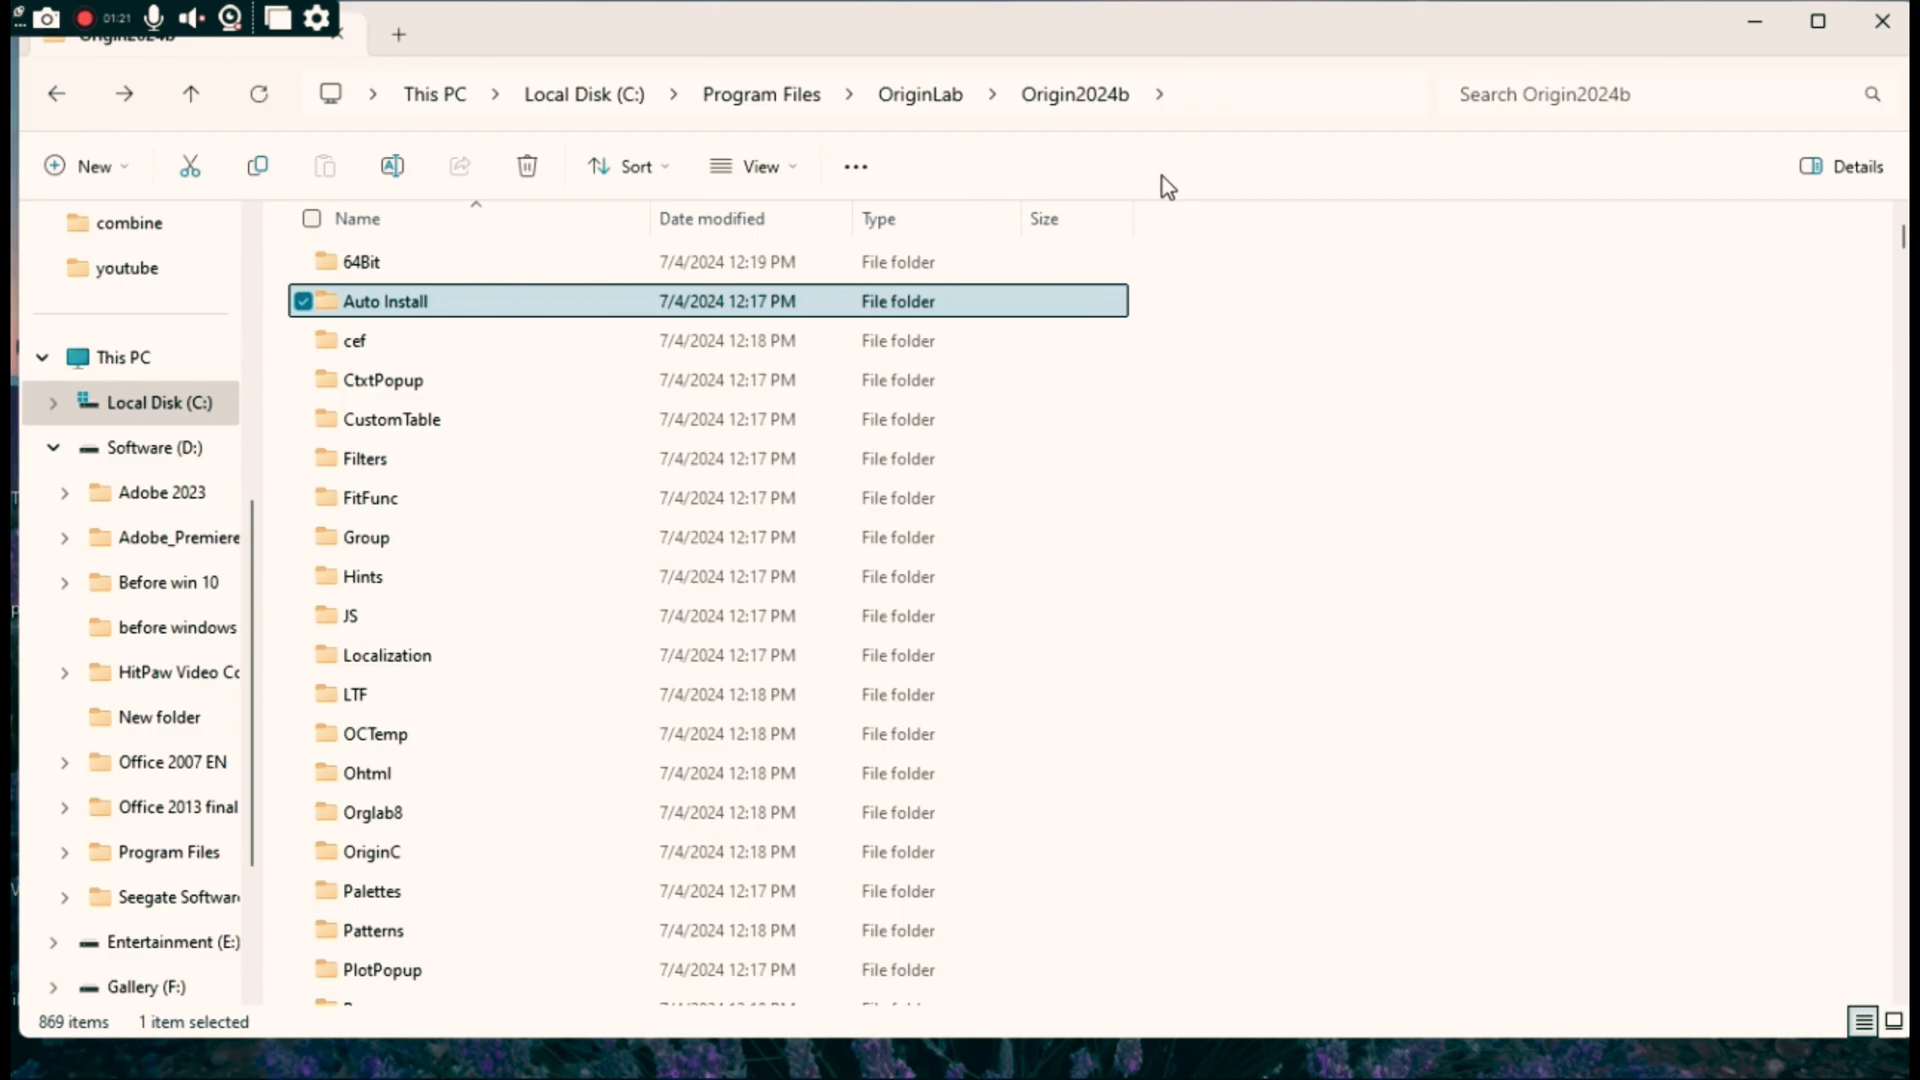 01:21
Origin2024b
This PC > Local Disk (C:) > Program Files > OriginLab > Origin2024b >
Search Origin2024b
New
Sort
View
Details
combine
youtube
This PC
Local Disk (C:)
Software (D:)
Adobe 2023
Adobe_Premiere
Before win 10
before windows
HitPaw Video Co
New folder
Office 2007 EN
Office 2013 final
Program Files
Seegate Softwar
Entertainment (E:)
Gallery (F:)
Name Date modified Type Size
64Bit 7/4/2024 12:19 PM File folder
Auto Install 7/4/2024 12:17 PM File folder
cef 7/4/2024 12:18 PM File folder
CtxtPopup 7/4/2024 12:17 PM File folder
CustomTable 7/4/2024 12:17 PM File folder
Filters 7/4/2024 12:17 PM File folder
FitFunc 7/4/2024 12:17 PM File folder
Group 7/4/2024 12:17 PM File folder
Hints 7/4/2024 12:17 PM File folder
JS 7/4/2024 12:17 PM File folder
Localization 7/4/2024 12:17 PM File folder
LTF 7/4/2024 12:18 PM File folder
OCTemp 7/4/2024 12:18 PM File folder
Ohtml 7/4/2024 12:18 PM File folder
Orglab8 7/4/2024 12:18 PM File folder
OriginC 7/4/2024 12:18 PM File folder
Palettes 7/4/2024 12:17 PM File folder
Patterns 7/4/2024 12:18 PM File folder
PlotPopup 7/4/2024 12:17 PM File folder
869 items 1 item selected